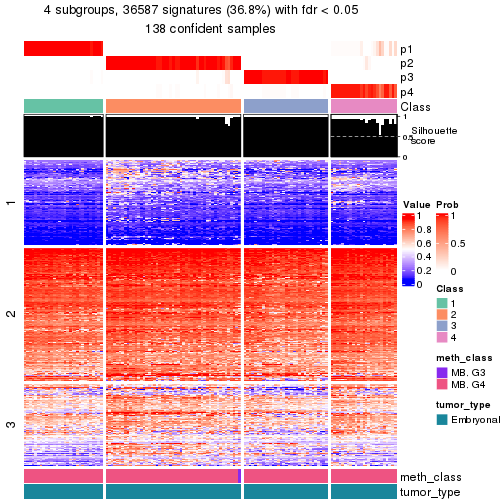 4 subgroups, 36587 signatures (36.8%) with fdr < 0.05
138 confident samples
p1
p2
p3
p4
Class
1
0.5
0
Silhouette
score
1
2
3
Value
1
0.8
0.6
0.4
0.2
0
Prob
1
0.5
0
Class
1
2
3
4
meth_class
MB. G3
MB. G4
tumor_type
Embryonal
meth_class
tumor_type